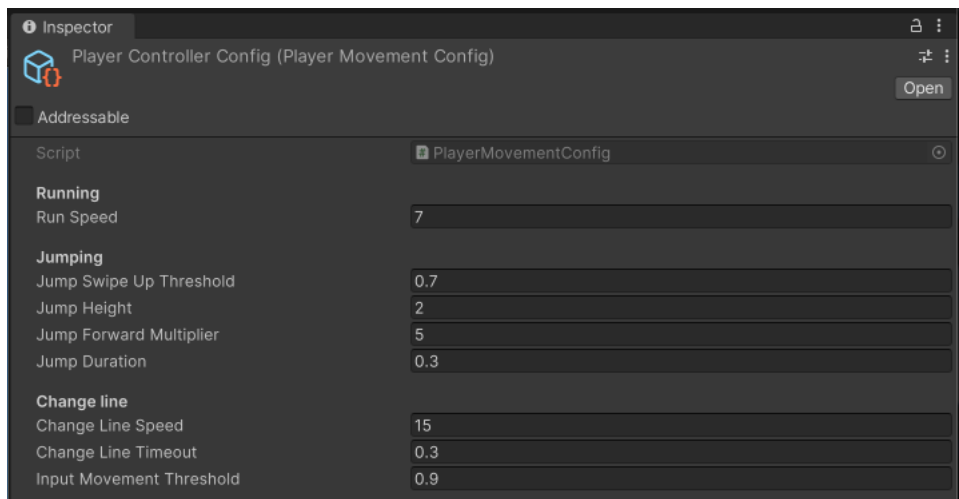 Inspector
Player Controller Config (Player Movement Config)
Open
Addressable
Script PlayerMovementConfig
Running
Run Speed 7
Jumping
Jump Swipe Up Threshold 0.7
Jump Height 2
Jump Forward Multiplier 5
Jump Duration 0.3
Change line
Change Line Speed 15
Change Line Timeout 0.3
Input Movement Threshold 0.9